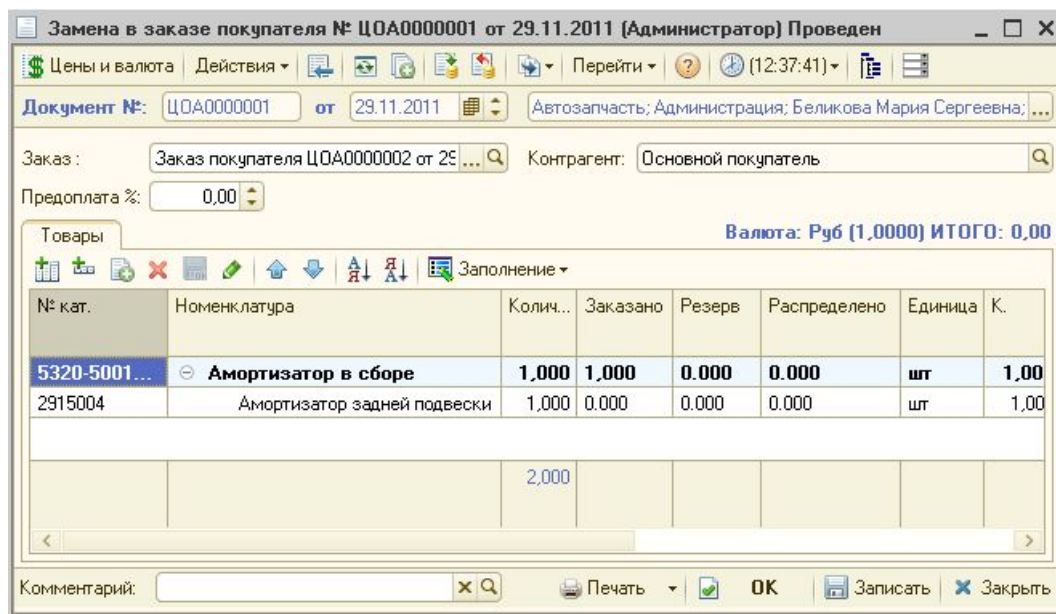 Замена в заказе покупателя № ЦОА0000001 от 29.11.2011 (Администратор) Проведен
Цены и валюта Действия Перейти (12:37:41)
Документ №: ЦОА0000001 от 29.11.2011 Автозапчасть; Администрация; Беликова Мария Сергеевна; ...
Заказ : Заказ покупателя ЦОА0000002 от 29 ... Контрагент: Основной покупатель
Предоплата %: 0,00
Товары Валюта: Руб (1,0000) ИТОГО: 0,00
Заполнение
№ кат. Номенклатура Колич... Заказано Резерв Распределено Единица К.
5320-5001... Амортизатор в сборе 1,000 1,000 0.000 0.000 шт 1,00
2915004 Амортизатор задней подвески 1,000 0.000 0.000 0.000 шт 1,00
2,000
Комментарий: Печать OK Записать Закрыть